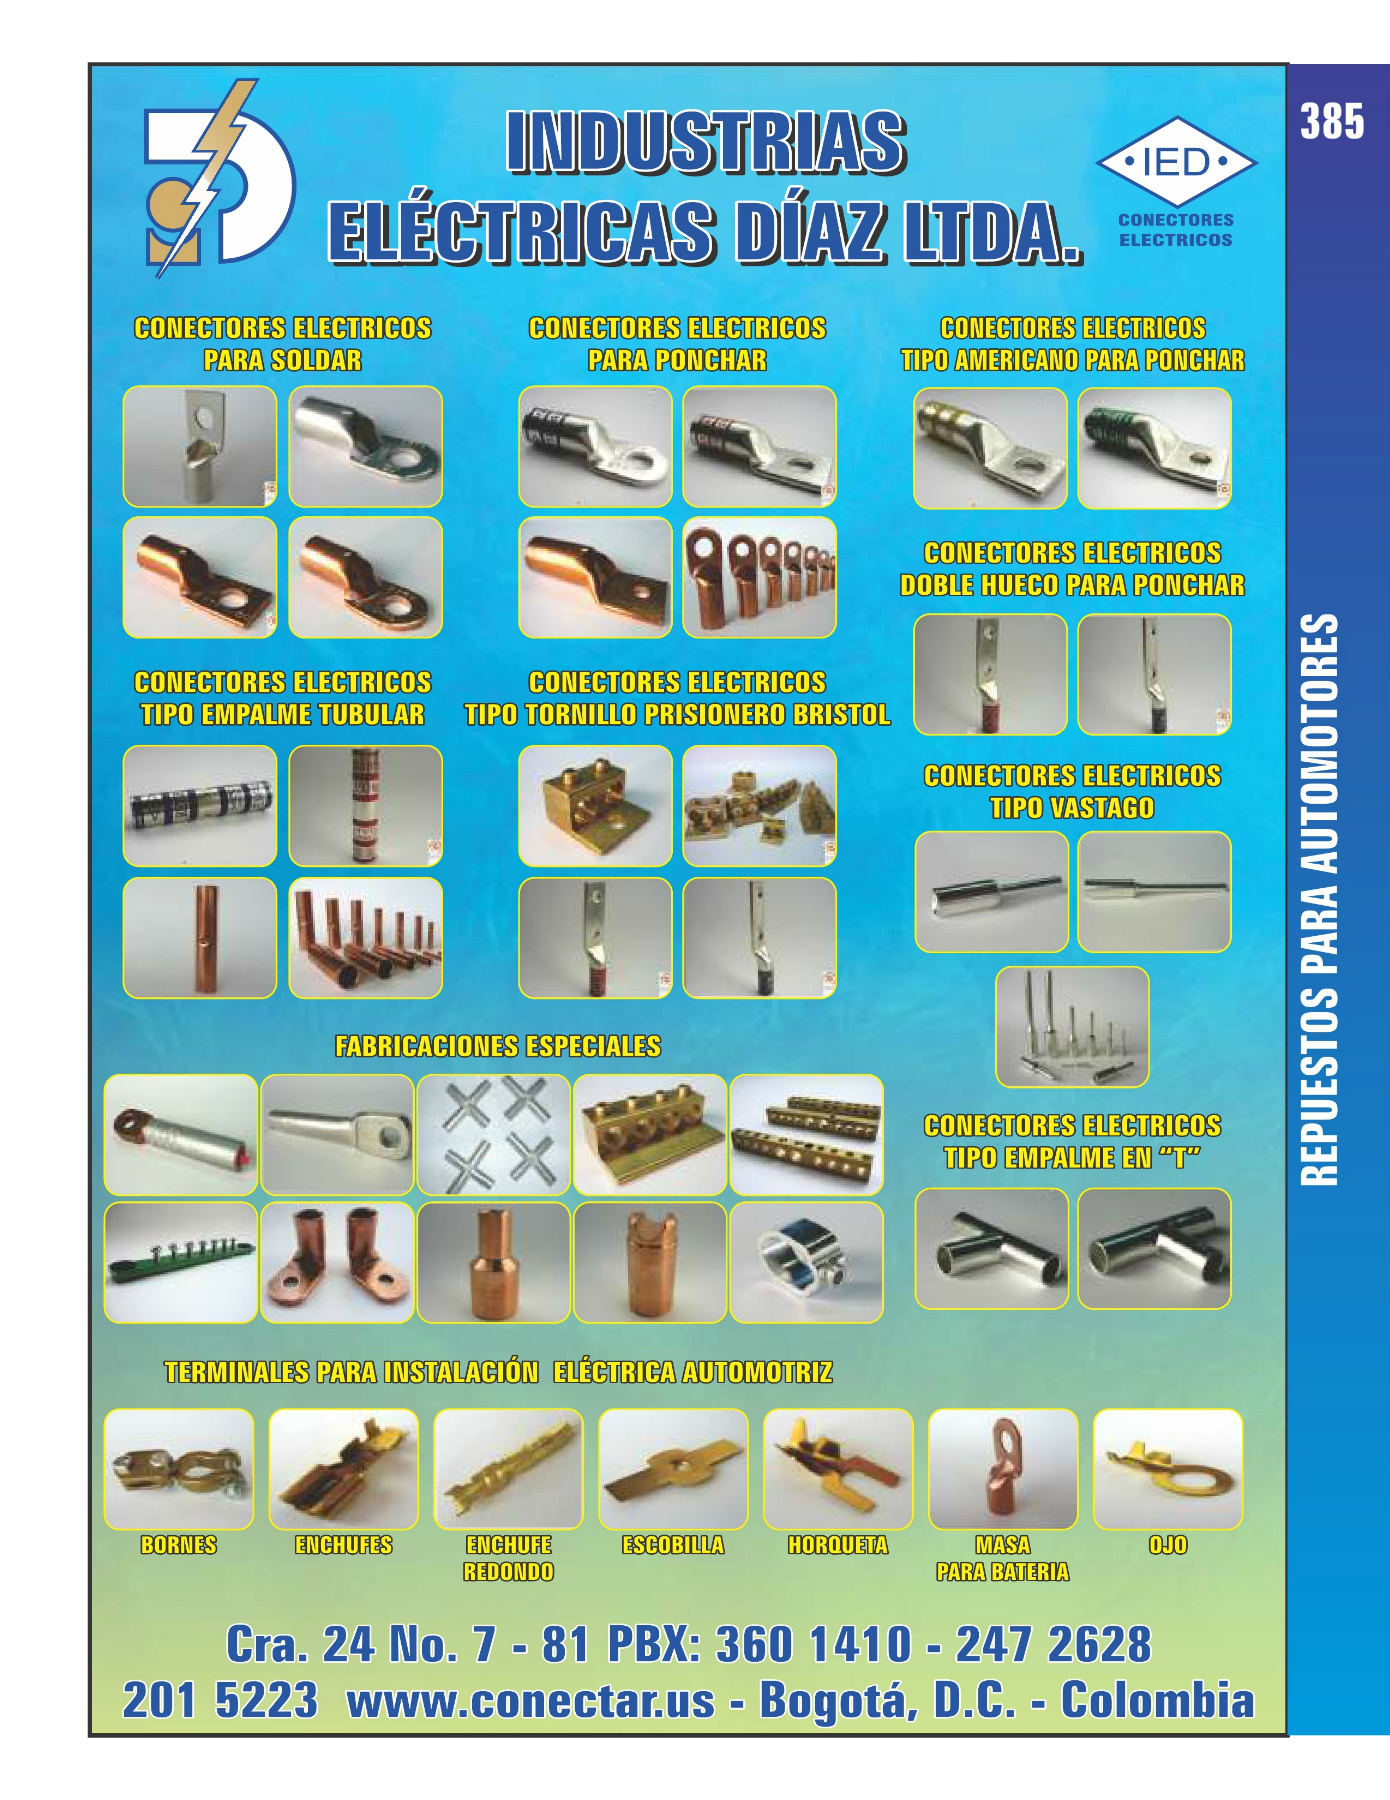 385
INDUSTRIAS
ELÉCTRICAS DÍAZ LTDA.
• IED •
CONECTORES
ELECTRICOS
CONECTORES ELECTRICOS
PARA SOLDAR
CONECTORES ELECTRICOS
PARA PONCHAR
CONECTORES ELECTRICOS
TIPO AMERICANO PARA PONCHAR
CONECTORES ELECTRICOS
DOBLE HUECO PARA PONCHAR
CONECTORES ELECTRICOS
TIPO EMPALME TUBULAR
CONECTORES ELECTRICOS
TIPO TORNILLO PRISIONERO BRISTOL
CONECTORES ELECTRICOS
TIPO VASTAGO
FABRICACIONES ESPECIALES
CONECTORES ELECTRICOS
TIPO EMPALME EN “T”
TERMINALES PARA INSTALACIÓN ELÉCTRICA AUTOMOTRIZ
BORNES
ENCHUFES
ENCHUFE
REDONDO
ESCOBILLA
HORQUETA
MASA
PARA BATERIA
OJO
Cra. 24 No. 7 - 81 PBX: 360 1410 - 247 2628
201 5223 www.conectar.us - Bogotá, D.C. - Colombia
REPUESTOS PARA AUTOMOTORES